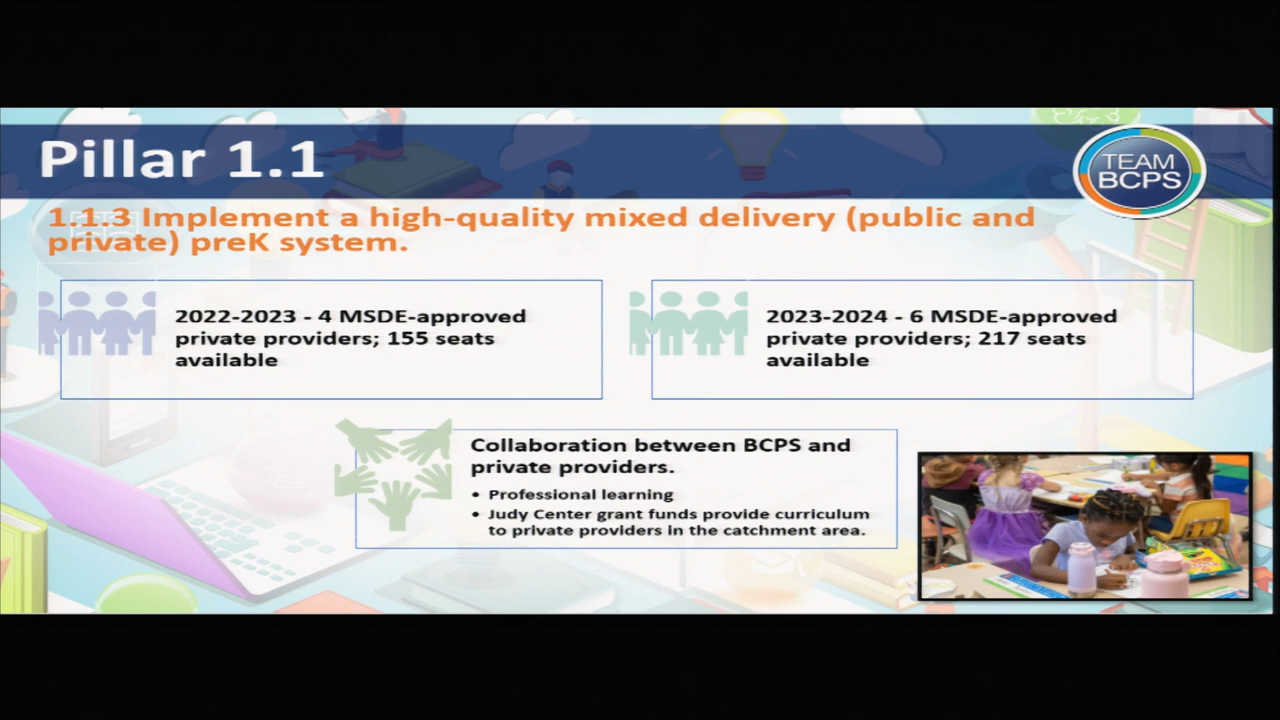 Pillar 1.1
TEAM
BCPS
1.1.3 Implement a high-quality mixed delivery (public and
private) preK system.
2022-2023 - 4 MSDE-approved
private providers; 155 seats
available
2023-2024 - 6 MSDE-approved
private providers; 217 seats
available
Collaboration between BCPS and
private providers.
• Professional learning
• Judy Center grant funds provide curriculum
to private providers in the catchment area.